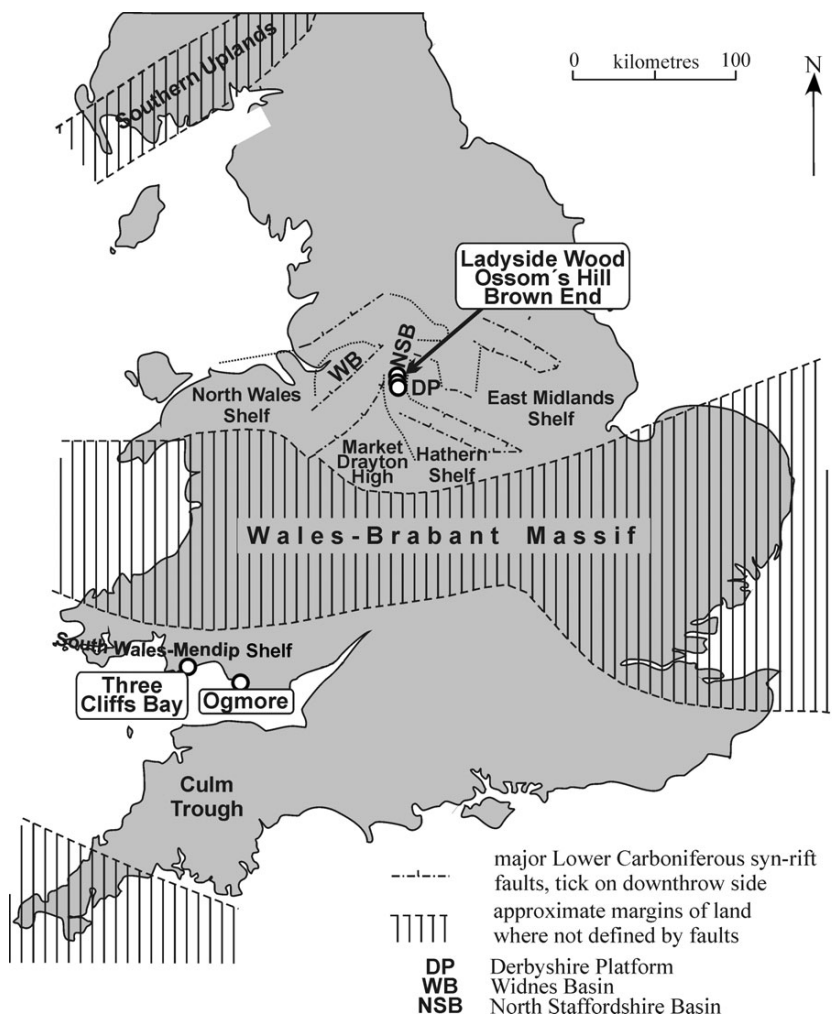 Southern Uplands
0 kilometres 100
N
Ladyside Wood
Ossom´s Hill
Brown End
NSB
WB
DP
North Wales
Shelf
East Midlands
Shelf
Market
Drayton
High
Hathern
Shelf
Wales-Brabant Massif
South Wales-Mendip Shelf
Three
Cliffs Bay
Ogmore
Culm
Trough
major Lower Carboniferous syn-rift
faults, tick on downthrow side
approximate margins of land
where not defined by faults
DP Derbyshire Platform
WB Widnes Basin
NSB North Staffordshire Basin